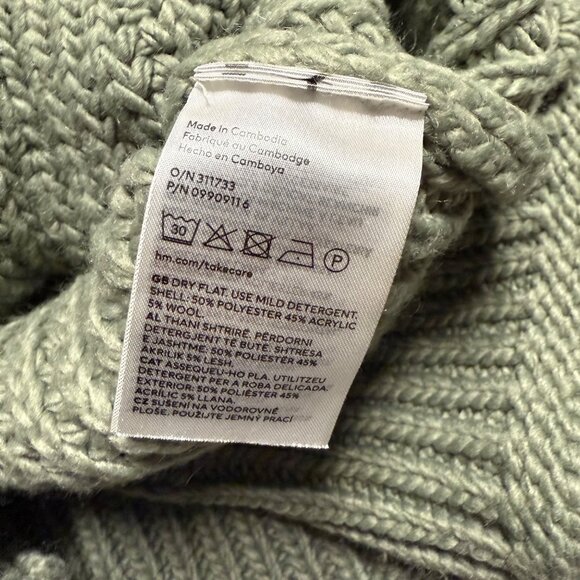 Made in Cambodia
Fabriqué au Cambodge
Hecho en Camboya
O/N 311733
P/N 0990911 6
30
P
hm.com/takecare
GB DRY FLAT. USE MILD DETERGENT.
SHELL: 50% POLYESTER 45% ACRYLIC
5% WOOL.
AL THANI SHTRIRË. PËRDORNI
DETERGJENT TË BUTË. SHTRESA
E JASHTME: 50% POLIESTER 45%
AKRILIK 5% LESH.
CAT ASSEQUEU-HO PLA. UTILITZEU
DETERGENT PER A ROBA DELICADA.
EXTERIOR: 50% POLIÈSTER 45%
ACRÍLIC 5% LLANA.
CZ SUŠENÍ NA VODOROVNÉ
PLOŠE. POUŽIJTE JEMNÝ PRACÍ